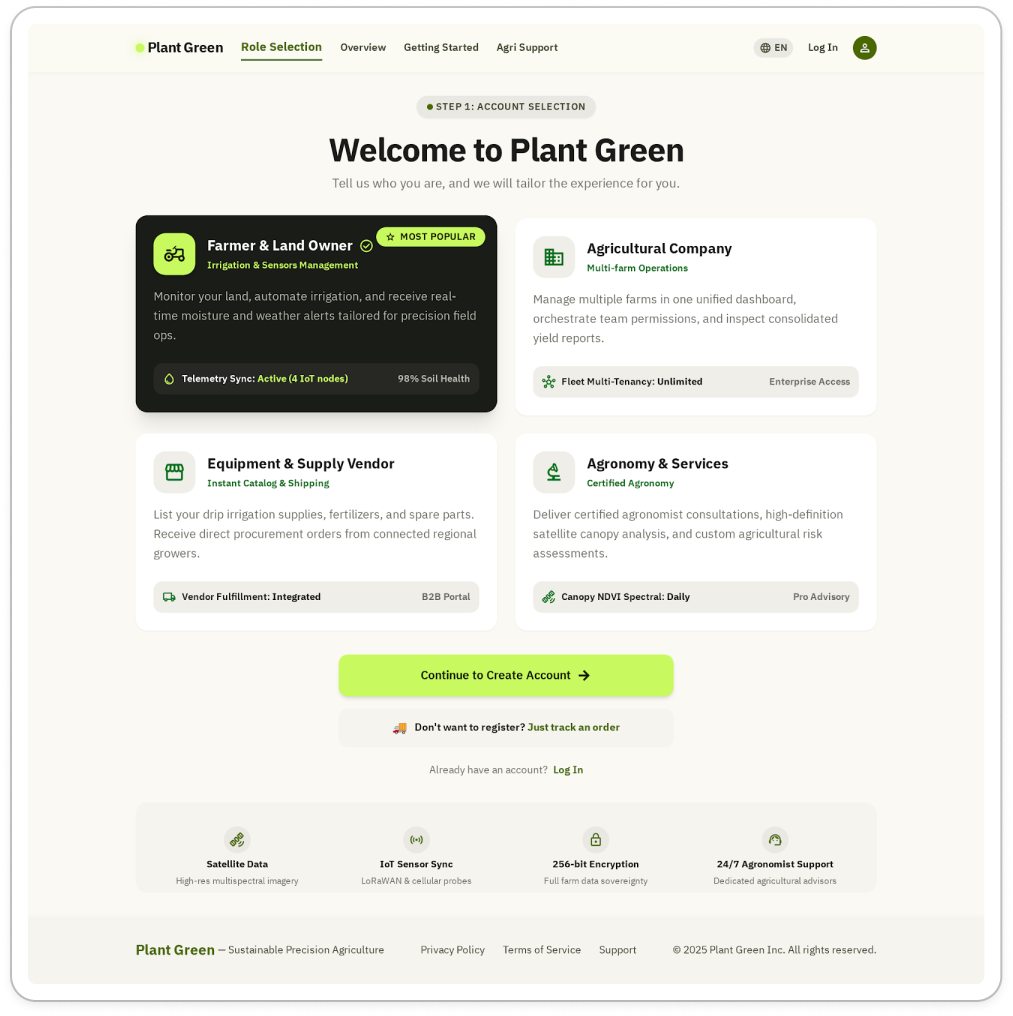 Plant Green
Role Selection
Overview
Getting Started
Agri Support
EN
Log In
STEP 1: ACCOUNT SELECTION
Welcome to Plant Green
Tell us who you are, and we will tailor the experience for you.
MOST POPULAR
Farmer & Land Owner
Irrigation & Sensors Management
Monitor your land, automate irrigation, and receive real-
time moisture and weather alerts tailored for precision field
ops.
Telemetry Sync: Active (4 IoT nodes)
98% Soil Health
Agricultural Company
Multi-farm Operations
Manage multiple farms in one unified dashboard,
orchestrate team permissions, and inspect consolidated
yield reports.
Fleet Multi-Tenancy: Unlimited
Enterprise Access
Equipment & Supply Vendor
Instant Catalog & Shipping
List your drip irrigation supplies, fertilizers, and spare parts.
Receive direct procurement orders from connected regional
growers.
Vendor Fulfillment: Integrated
B2B Portal
Agronomy & Services
Certified Agronomy
Deliver certified agronomist consultations, high-definition
satellite canopy analysis, and custom agricultural risk
assessments.
Canopy NDVI Spectral: Daily
Pro Advisory
Continue to Create Account
Don't want to register? Just track an order
Already have an account? Log In
Satellite Data
High-res multispectral imagery
IoT Sensor Sync
LoRaWAN & cellular probes
256-bit Encryption
Full farm data sovereignty
24/7 Agronomist Support
Dedicated agricultural advisors
Plant Green — Sustainable Precision Agriculture
Privacy Policy
Terms of Service
Support
© 2025 Plant Green Inc. All rights reserved.